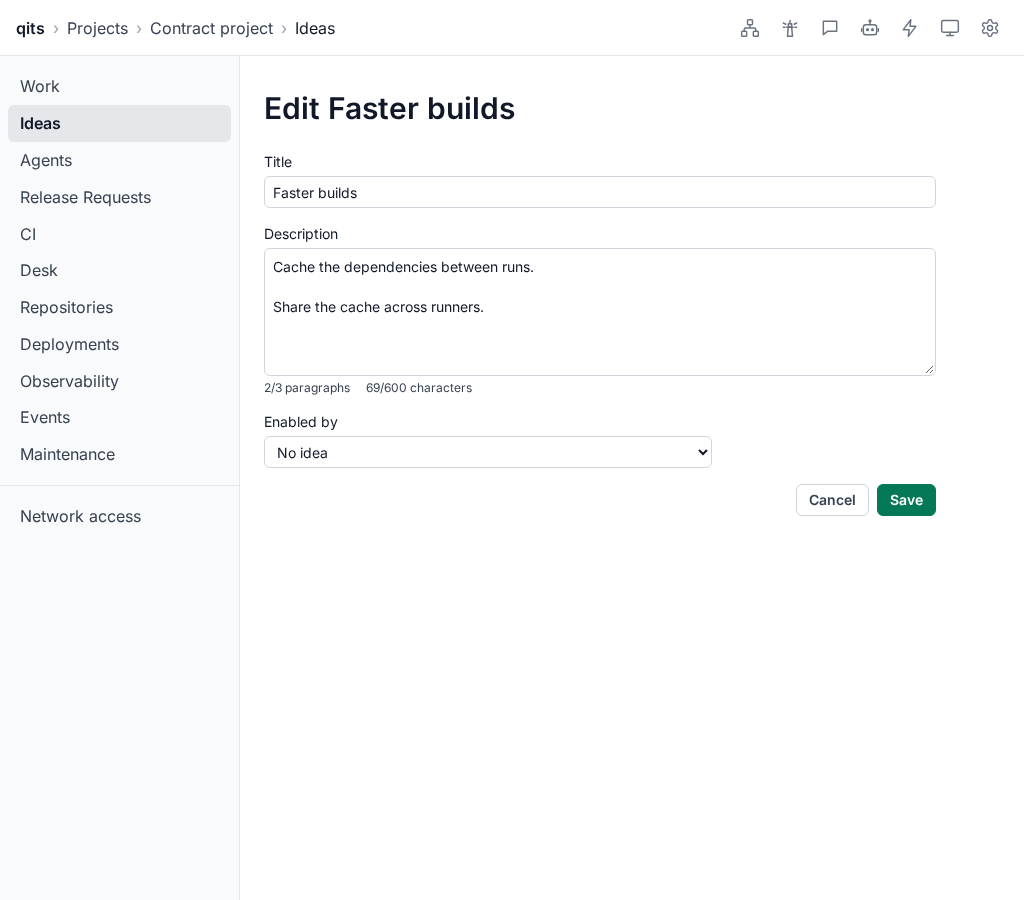 qits › Projects › Contract project › Ideas
Work
Ideas
Agents
Release Requests
CI
Desk
Repositories
Deployments
Observability
Events
Maintenance
Network access
Edit Faster builds
Title
Faster builds
Description
Cache the dependencies between runs.
Share the cache across runners.
2/3 paragraphs 69/600 characters
Enabled by
No idea
Cancel Save